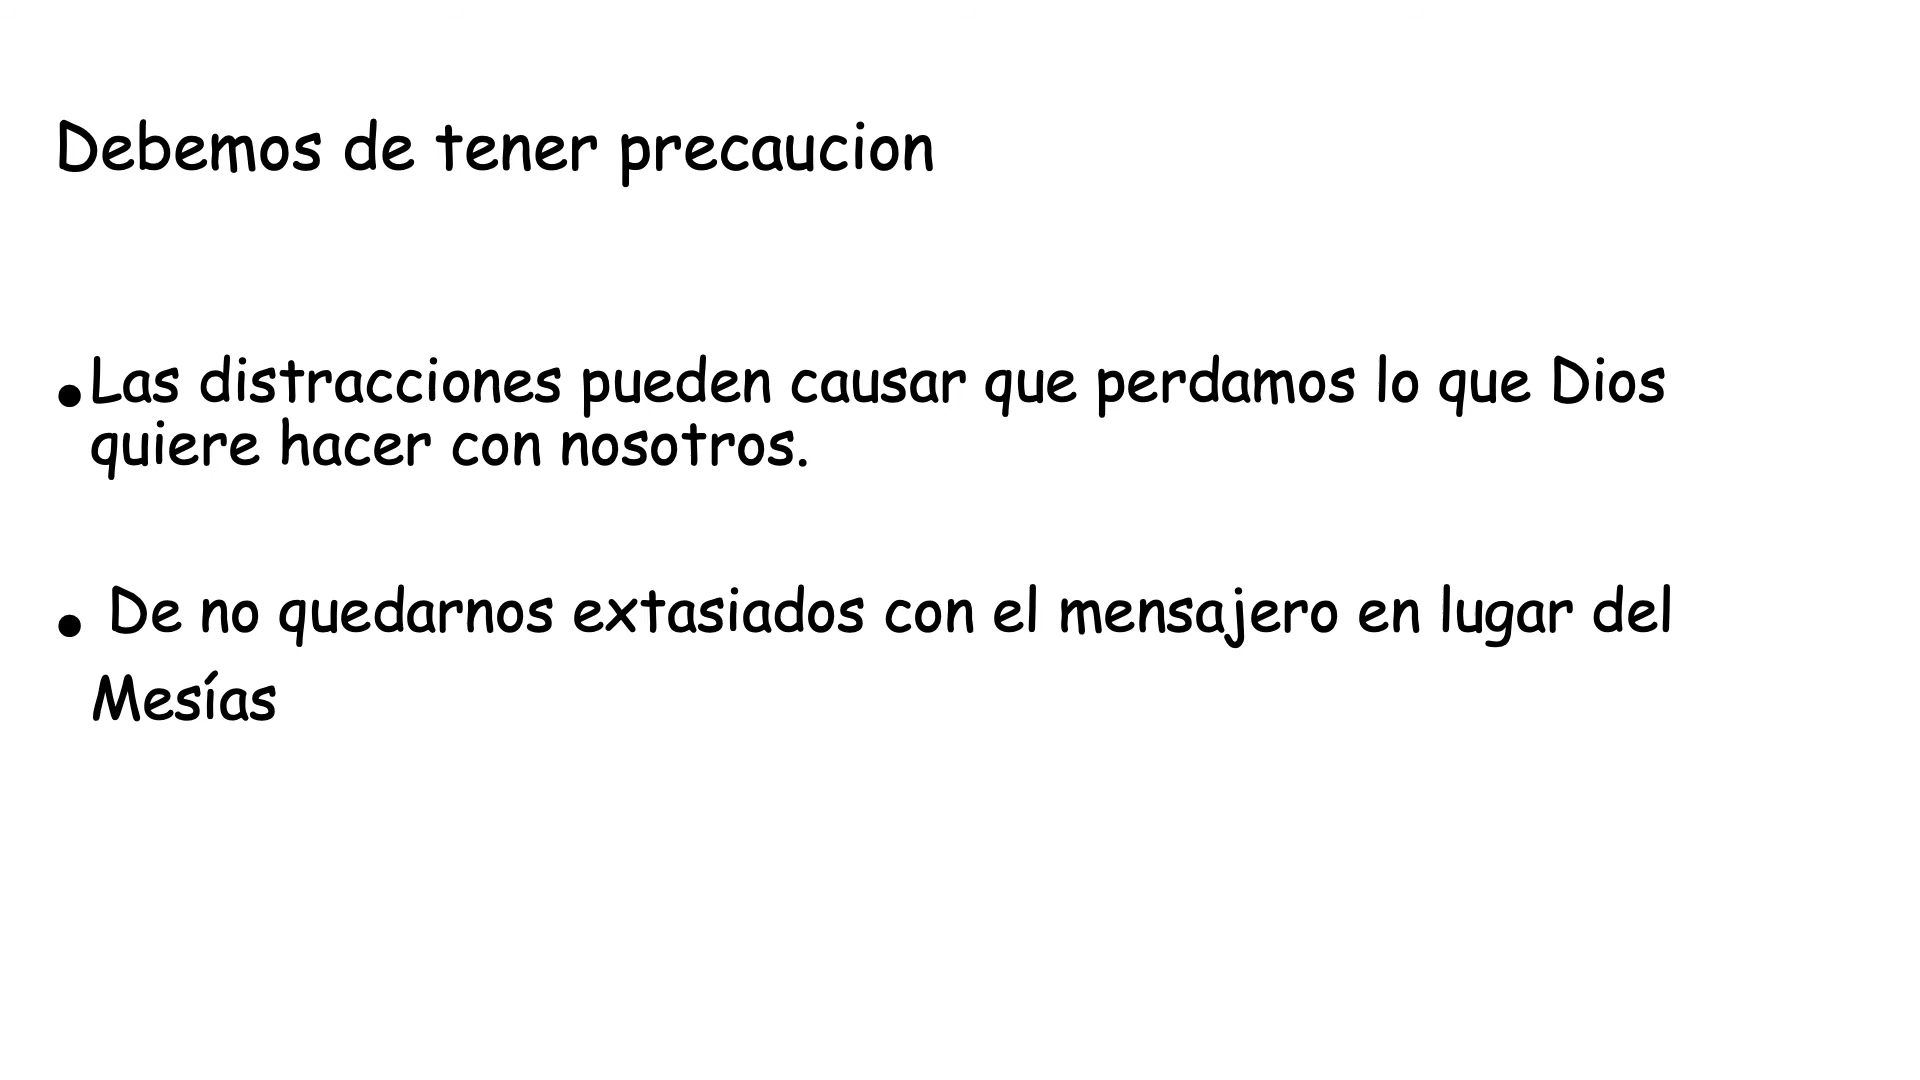 Debemos de tener precaucion
•Las distracciones pueden causar que perdamos lo que Dios
quiere hacer con nosotros.
• De no quedarnos extasiados con el mensajero en lugar del
Mesías